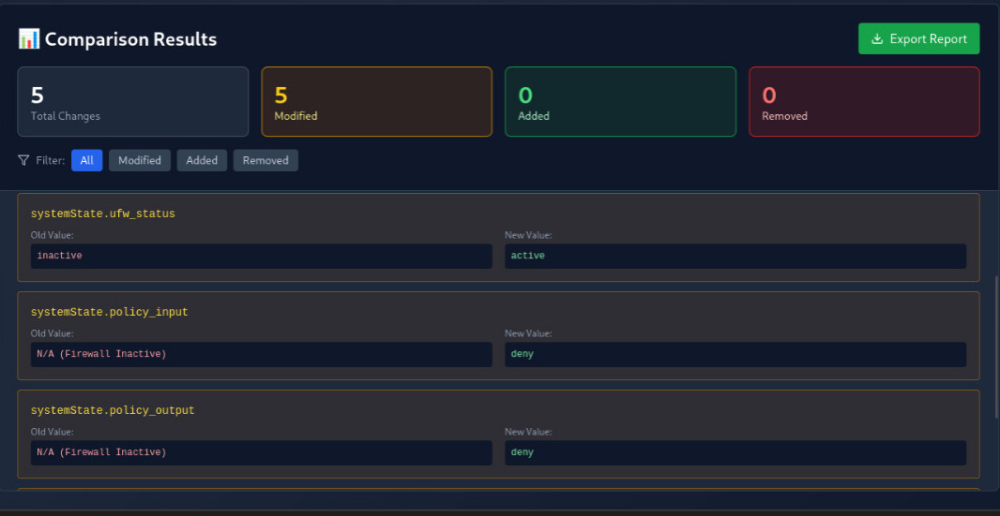 📊 Comparison Results
Export Report
5
Total Changes
5
Modified
0
Added
0
Removed
Filter: All Modified Added Removed
systemState.ufw_status
Old Value: New Value:
inactive active
systemState.policy_input
Old Value: New Value:
N/A (Firewall Inactive) deny
systemState.policy_output
Old Value: New Value:
N/A (Firewall Inactive) deny